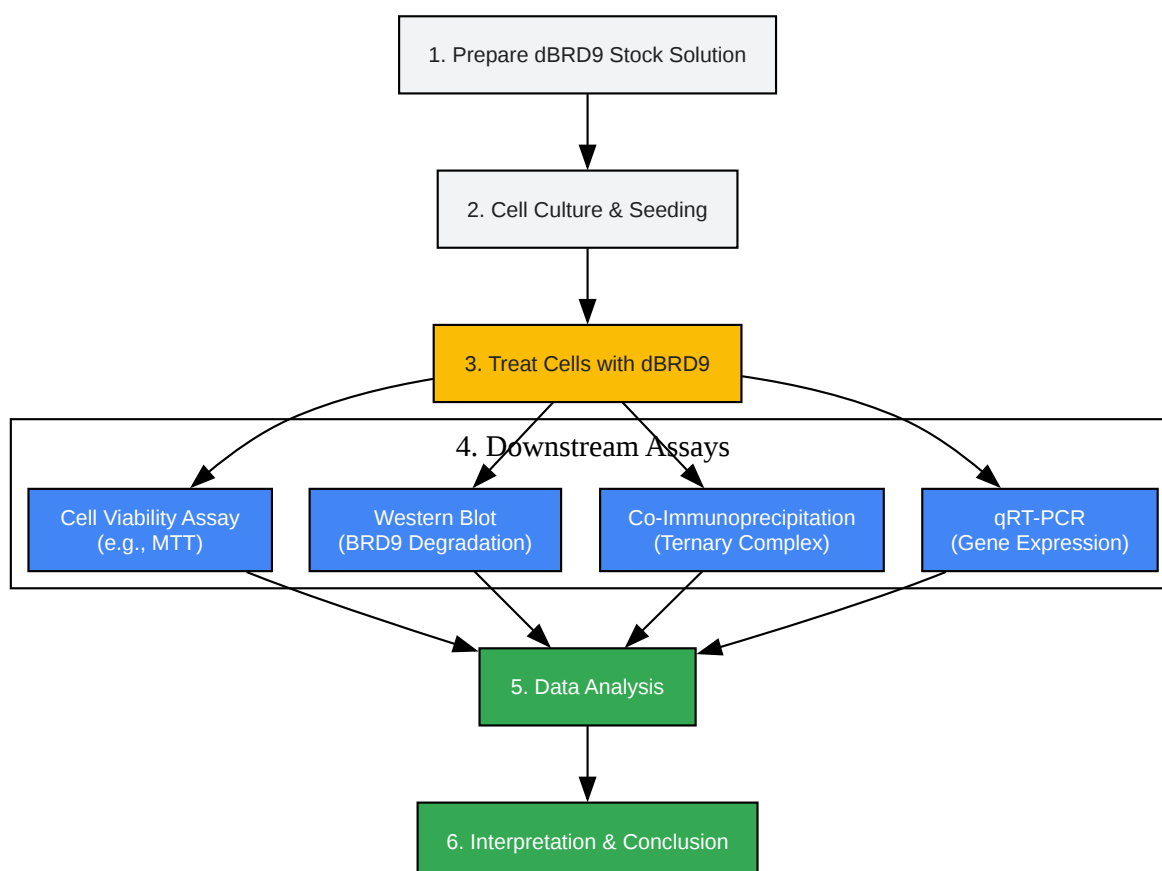 1. Prepare dBRD9 Stock Solution
2. Cell Culture & Seeding
3. Treat Cells with dBRD9
4. Downstream Assays
Cell Viability Assay
(e.g., MTT)
Western Blot
(BRD9 Degradation)
Co-Immunoprecipitation
(Ternary Complex)
qRT-PCR
(Gene Expression)
5. Data Analysis
6. Interpretation & Conclusion